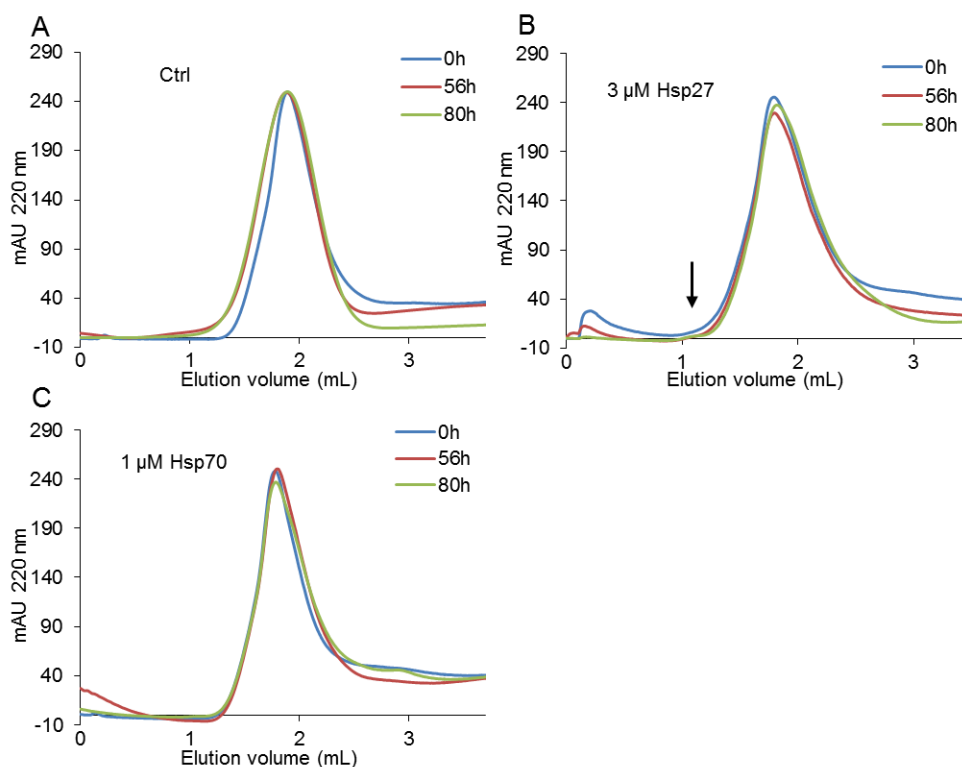 A
290
240
190
140
90
40
-10
mAU 220 nm
Ctrl
0h
56h
80h
0
1
2
3
Elution volume (mL)
B
290
240
190
140
90
40
-10
mAU 220 nm
3 µM Hsp27
0h
56h
80h
0
1
2
3
Elution volume (mL)
C
290
240
190
140
90
40
-10
mAU 220 nm
1 µM Hsp70
0h
56h
80h
0
1
2
3
Elution volume (mL)